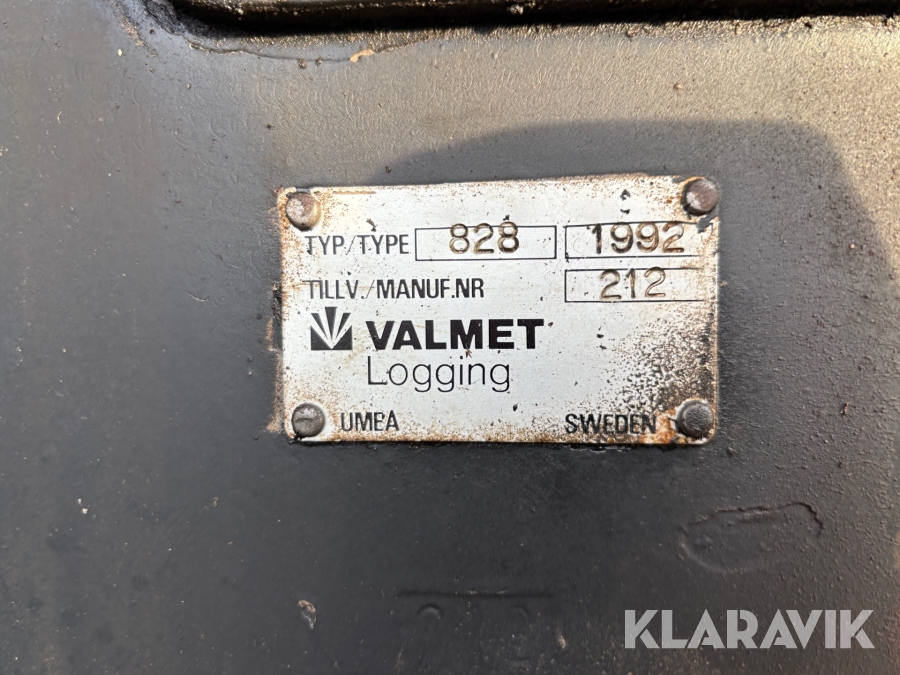 TYP/TYPE 828 1992
TILLV./MANUF.NR 212
VALMET
Logging
UMEA SWEDEN
KLARAVIK